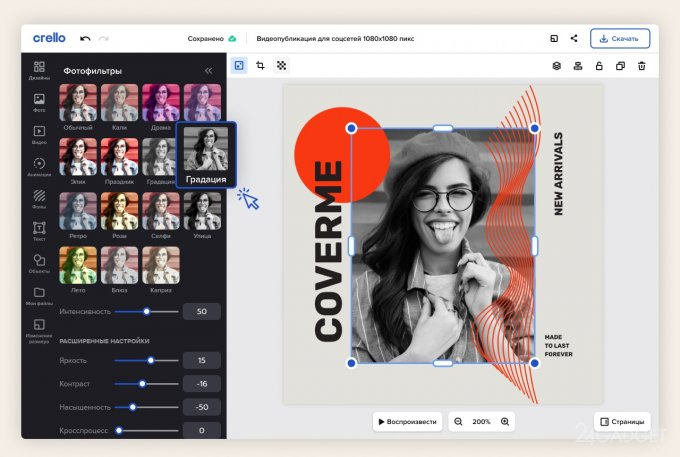 crello
Сохранено
Видеопубликация для соцсетей 1080x1080 пикс
Скачать
Дизайны
Фото
Видео
Анимация
Фоны
Текст
Объекты
Мои файлы
Изменение
размера
Фотофильтры
Обычный
Кали
Драма
Эпик
Праздник
Градация
Градация
Ретро
Рози
Селфи
Улица
Лето
Блюз
Каприз
Интенсивность
50
РАСШИРЕННЫЕ НАСТРОЙКИ
Яркость
15
Контраст
-16
Насыщенность
-50
Кросспроцесс
0
COVERME
NEW ARRIVALS
MADE
TO LAST
FOREVER
Воспроизвести
200%
Страницы
24GADGET